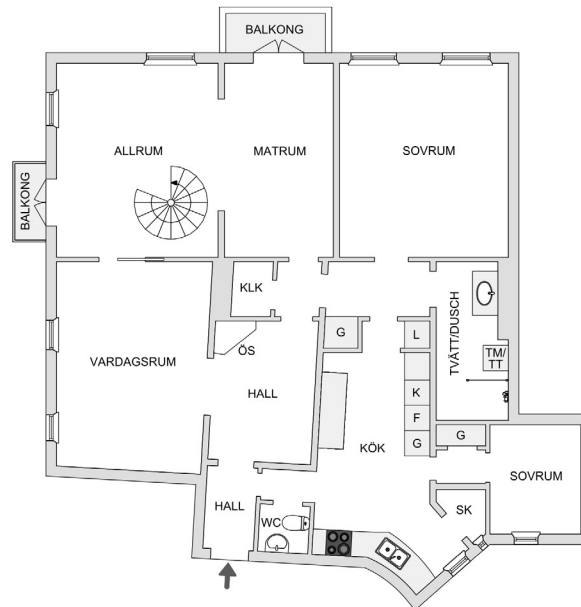 BALKONG
ALLRUM
MATRUM
SOVRUM
BALKONG
KLK
TVÄTT/DUSCH
G
L
TM/
TT
VARDAGSRUM
ÖS
HALL
K
F
G
G
KÖK
SOVRUM
HALL
WC
SK